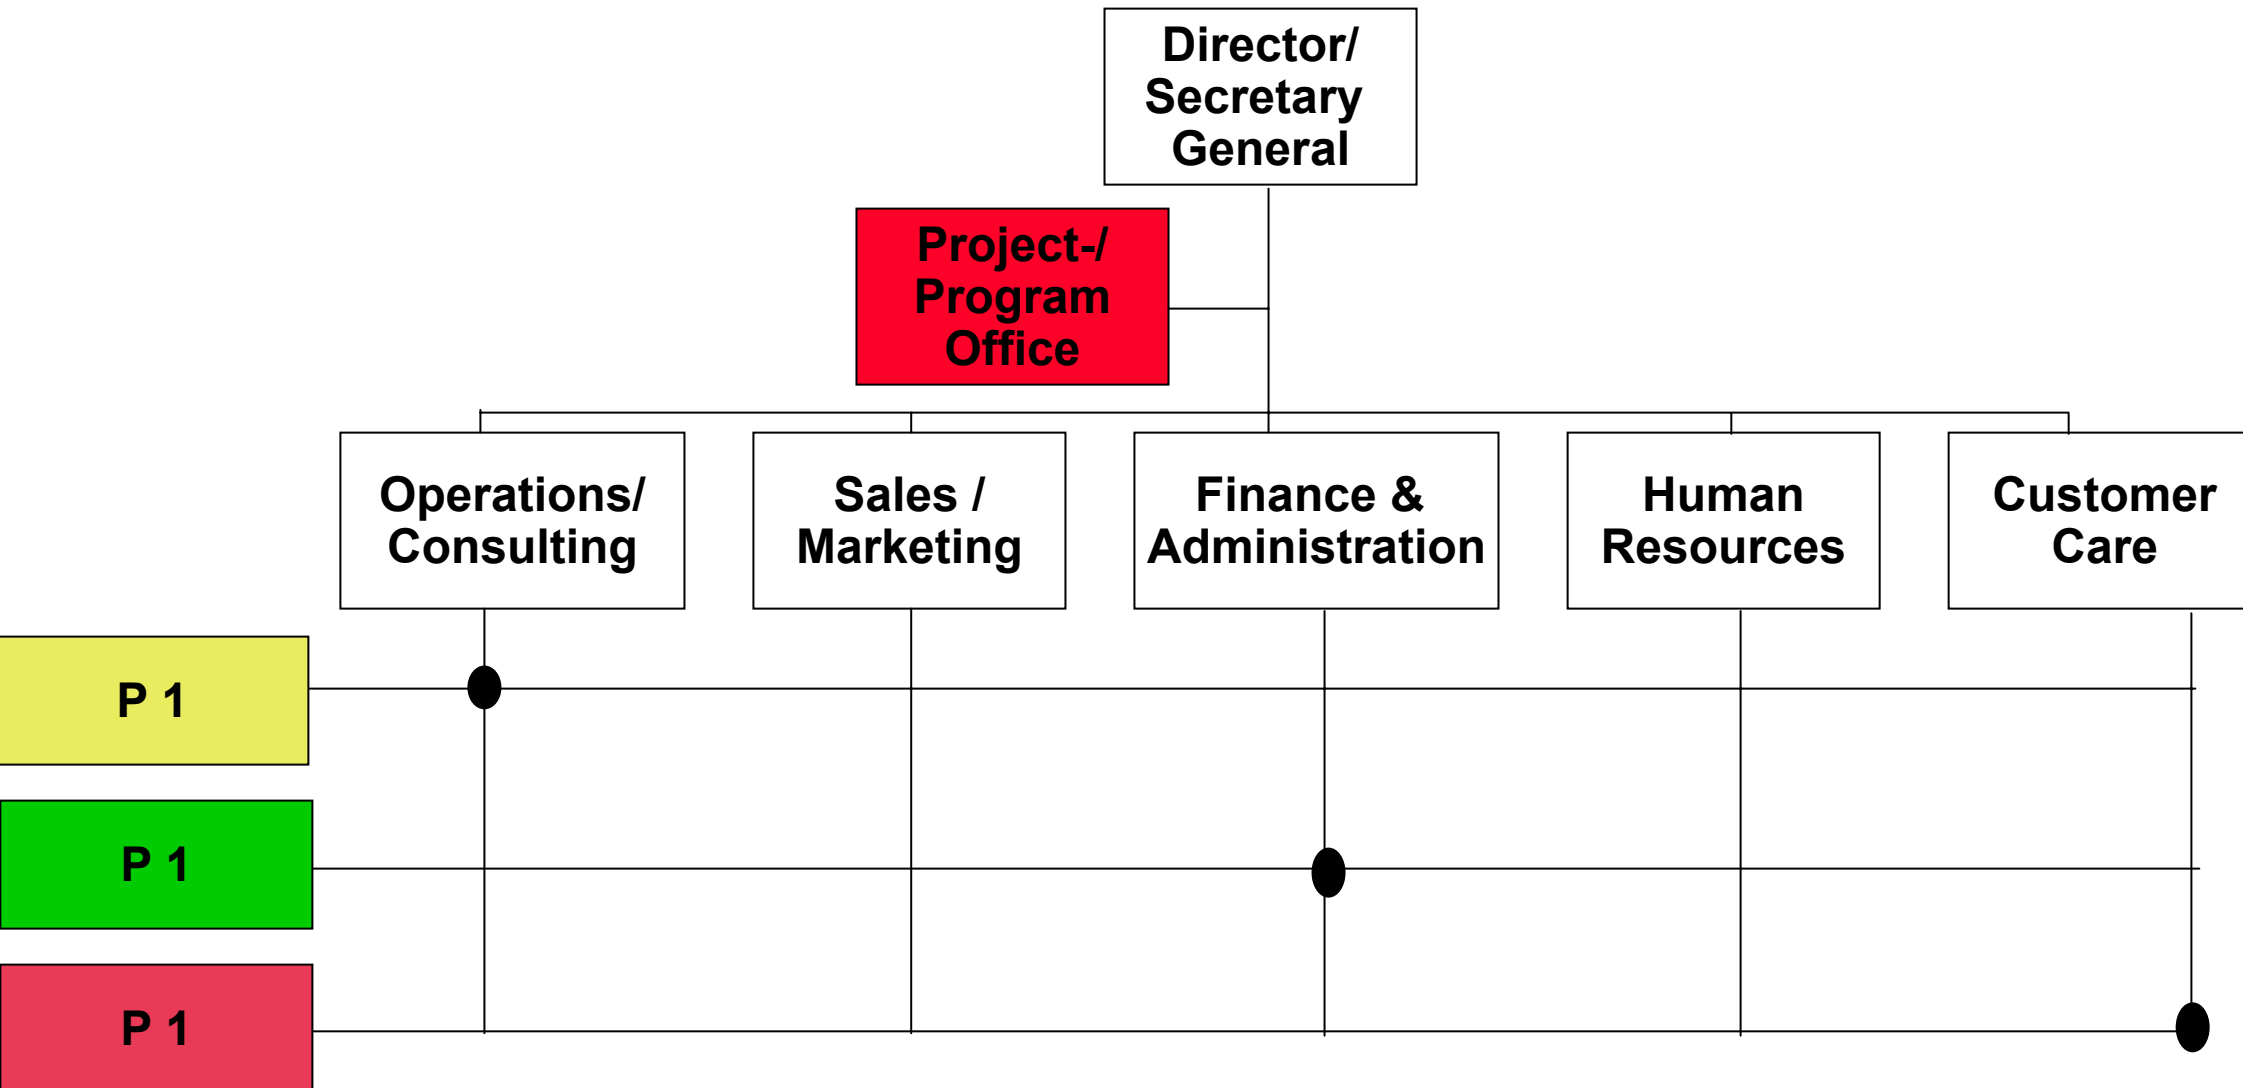 Director/
Secretary
General
Project-/
Program
Office
Operations/
Consulting
Sales /
Marketing
Finance &
Administration
Human
Resources
Customer
Care
P 1
P 1
P 1